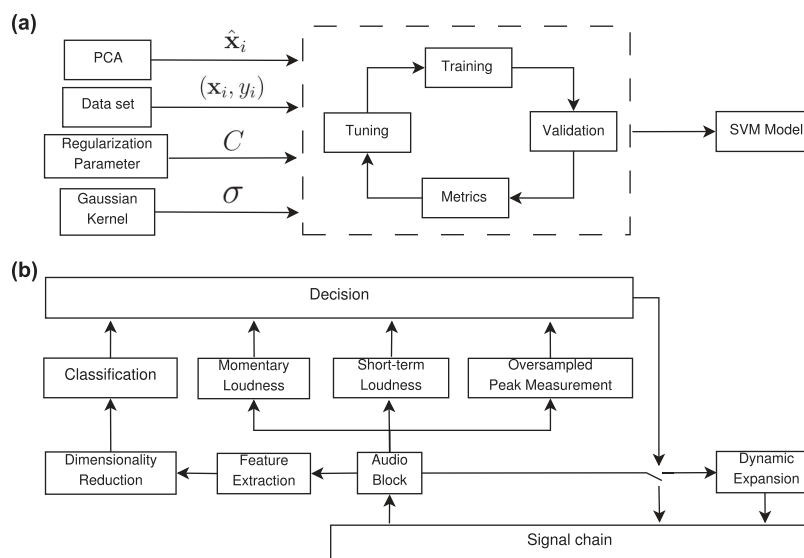 (a)
PCA
x̂ᵢ
Data set
(xᵢ, yᵢ)
Regularization
Parameter
C
Gaussian
Kernel
σ
Training
Tuning
Validation
Metrics
SVM Model
(b)
Decision
Classification
Momentary
Loudness
Short-term
Loudness
Oversampled
Peak Measurement
Dimensionality
Reduction
Feature
Extraction
Audio
Block
Dynamic
Expansion
Signal chain